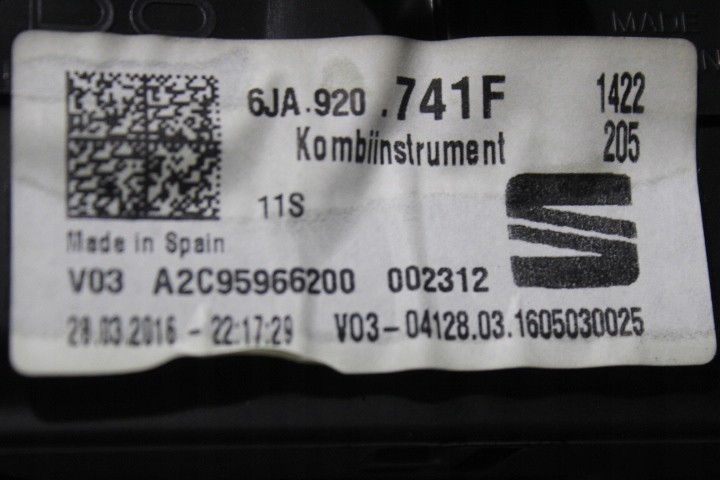 MADE
6JA.920.741F 1422
Kombiinstrument 205
11S
Made in Spain
V03 A2C95966200 002312
28.03.2016 - 22:17:29 V03-04128.03.1605030025